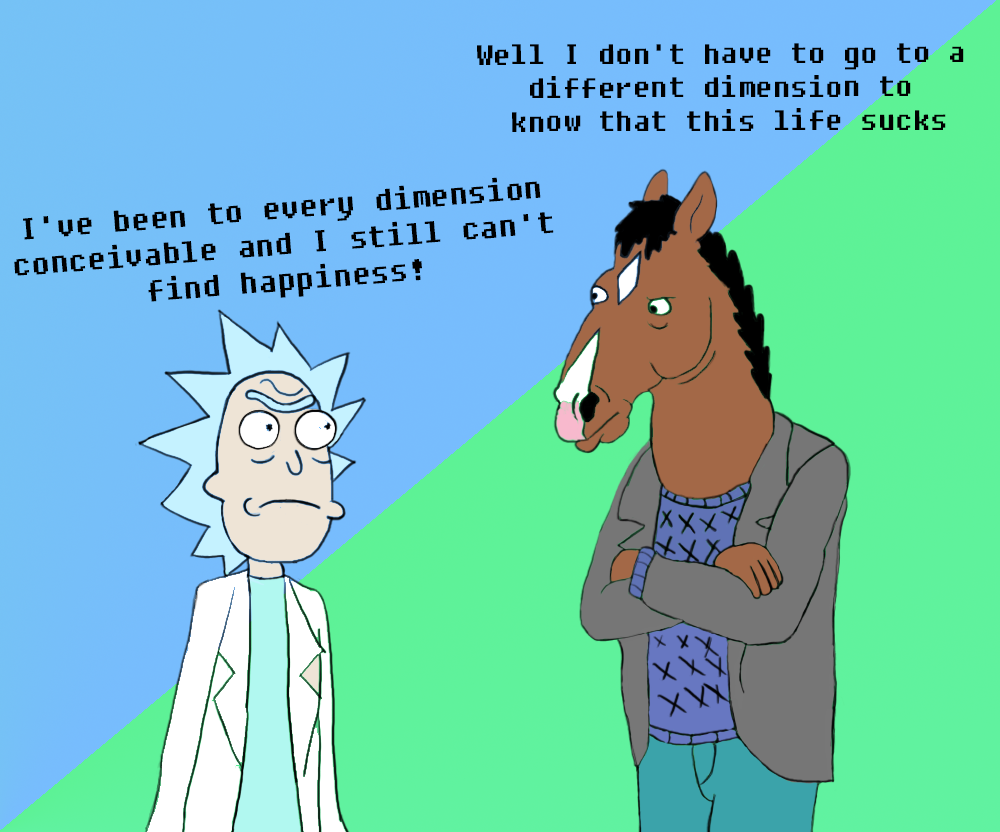 I've been to every dimension
conceivable and I still can't
find happiness!
Well I don't have to go to a
different dimension to
know that this life sucks